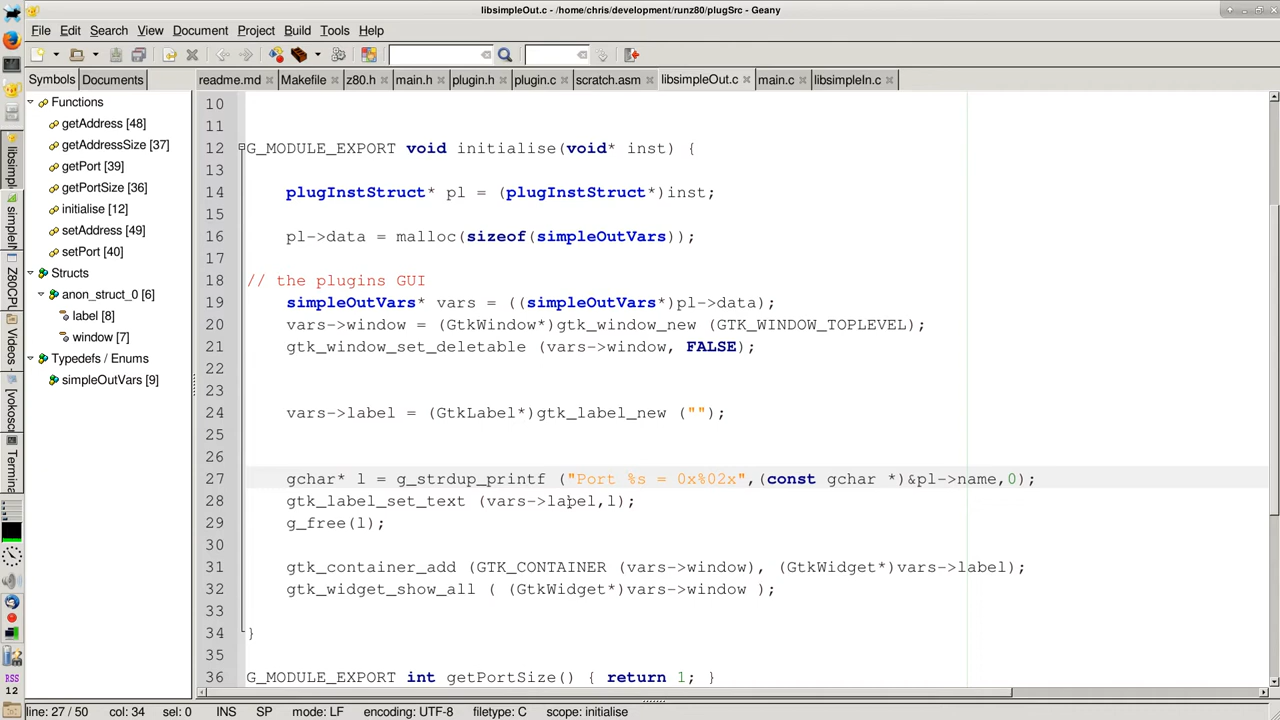 libsimpleOut.c - /home/chris/development/runz80/plugSrc - Geany
File Edit Search View Document Project Build Tools Help
Symbols Documents
readme.md Makefile z80.h main.h plugin.h plugin.c scratch.asm libsimpleOut.c main.c libsimpleIn.c
Functions
getAddress [48]
getAddressSize [37]
getPort [39]
getPortSize [36]
initialise [12]
setAddress [49]
setPort [40]
Structs
anon_struct_0 [6]
label [8]
window [7]
Typedefs / Enums
simpleOutVars [9]
10
11
12 G_MODULE_EXPORT void initialise(void* inst) {
13
14 plugInstStruct* pl = (plugInstStruct*)inst;
15
16 pl->data = malloc(sizeof(simpleOutVars));
17
18 // the plugins GUI
19 simpleOutVars* vars = ((simpleOutVars*)pl->data);
20 vars->window = (GtkWindow*)gtk_window_new (GTK_WINDOW_TOPLEVEL);
21 gtk_window_set_deletable (vars->window, FALSE);
22
23
24 vars->label = (GtkLabel*)gtk_label_new ("");
25
26
27 gchar* l = g_strdup_printf ("Port %s = 0x%02x",(const gchar *)&pl->name,0);
28 gtk_label_set_text (vars->label,l);
29 g_free(l);
30
31 gtk_container_add (GTK_CONTAINER (vars->window), (GtkWidget*)vars->label);
32 gtk_widget_show_all ( (GtkWidget*)vars->window );
33
34 }
35
36 G_MODULE_EXPORT int getPortSize() { return 1; }
libsimpl
simpleIn
Z80CPU
Videos
[vokosc
Termina
RSS
12
line: 27 / 50 col: 34 sel: 0 INS SP mode: LF encoding: UTF-8 filetype: C scope: initialise